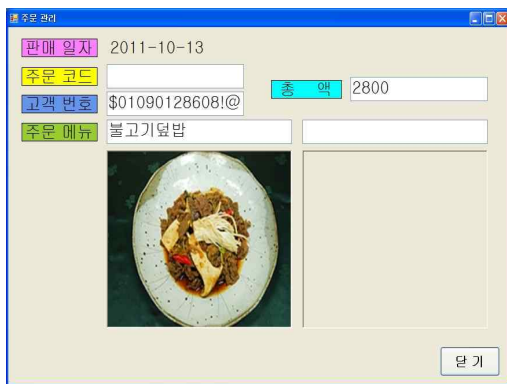 주문 관리
판매 일자 2011-10-13
주문 코드
총 액 2800
고객 번호 $01090128608!@
주문 메뉴 불고기덮밥
닫기